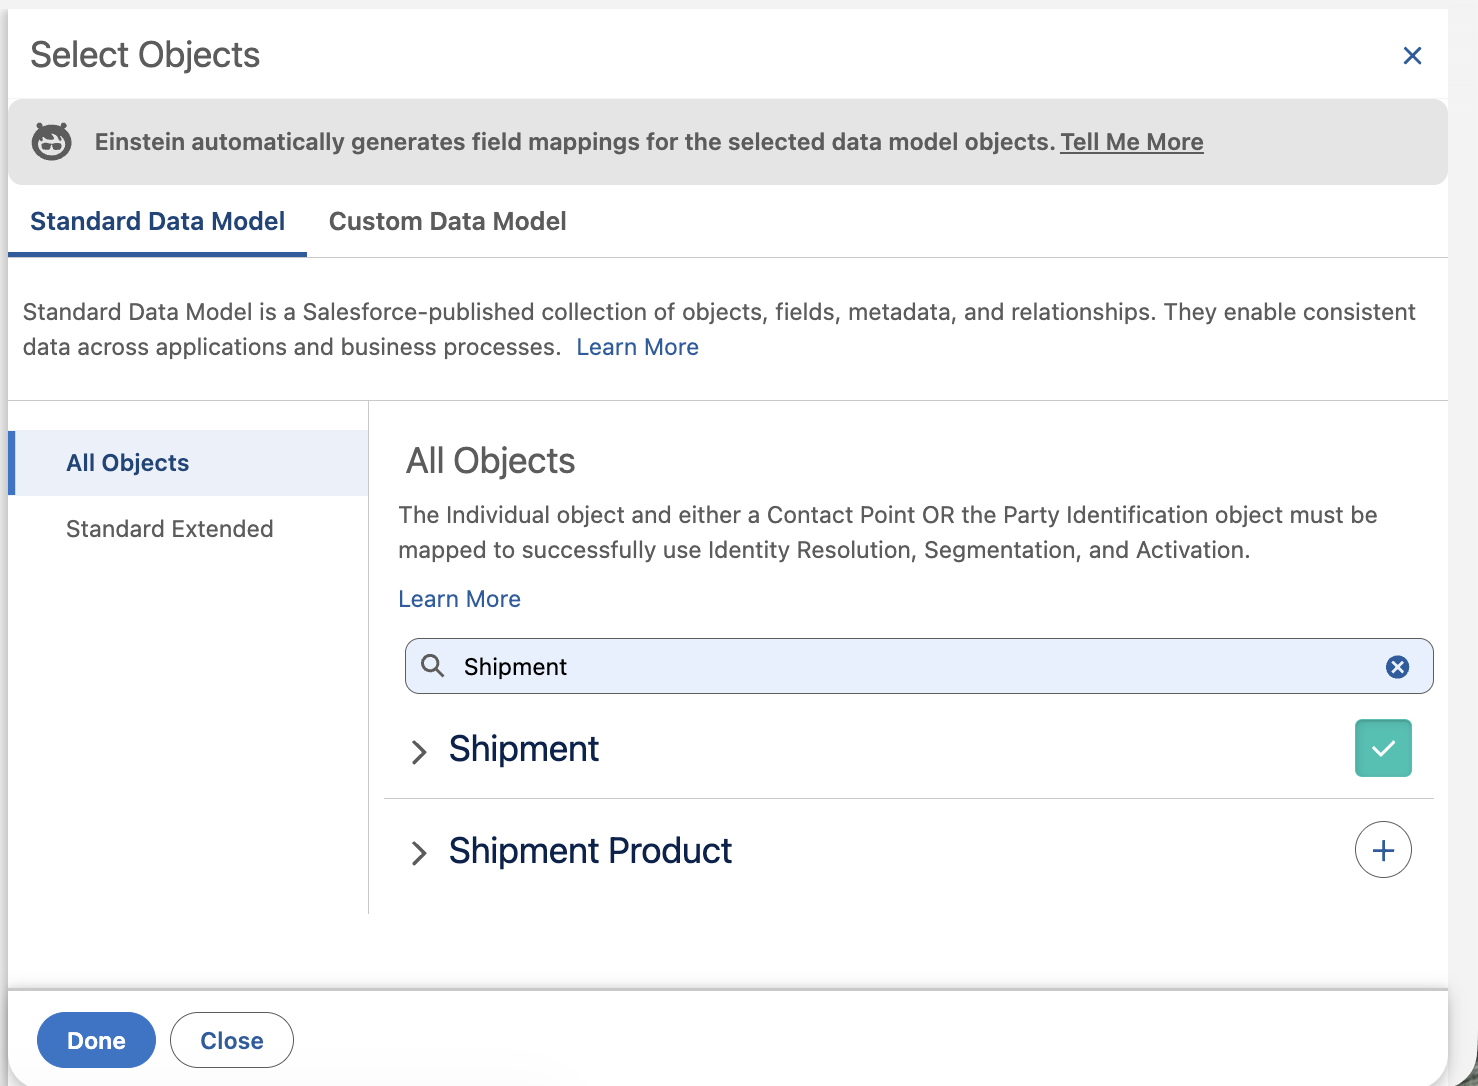 Select Objects
Einstein automatically generates field mappings for the selected data model objects. Tell Me More
Standard Data Model
Custom Data Model
Standard Data Model is a Salesforce-published collection of objects, fields, metadata, and relationships. They enable consistent
data across applications and business processes. Learn More
All Objects
Standard Extended
All Objects
The Individual object and either a Contact Point OR the Party Identification object must be
mapped to successfully use Identity Resolution, Segmentation, and Activation.
Learn More
Shipment
Shipment
Shipment Product
Done
Close